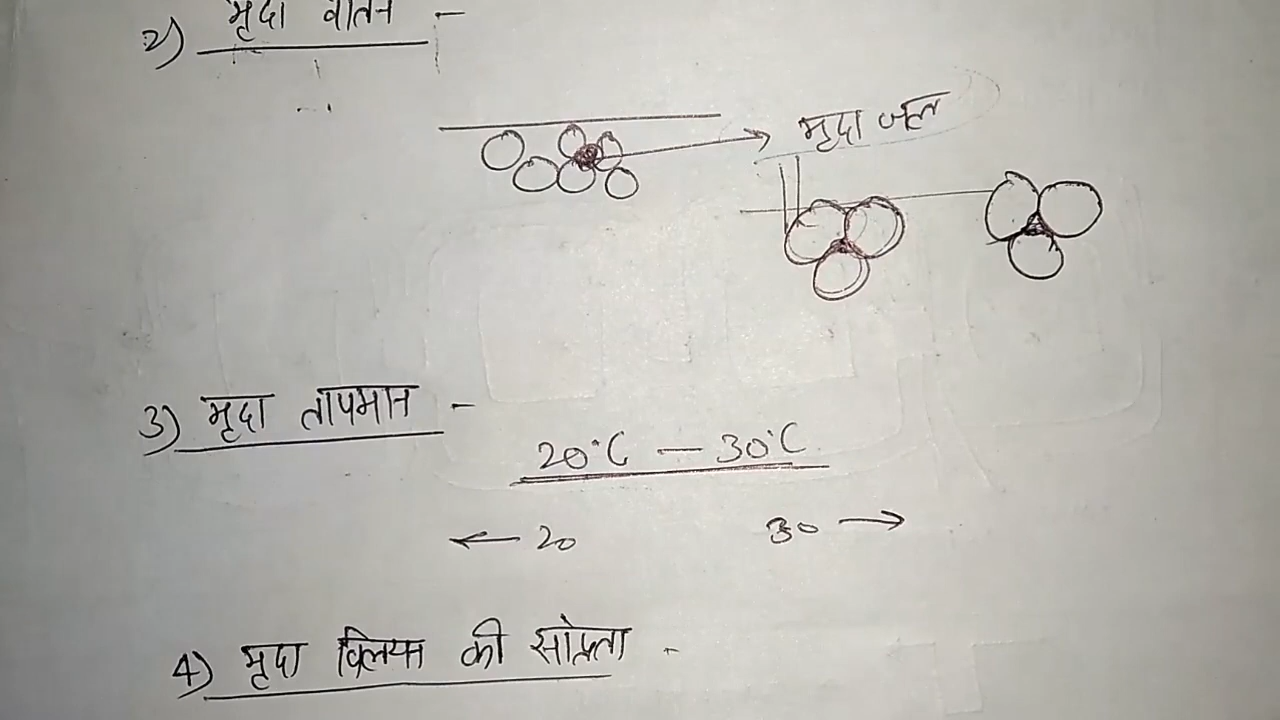 2) मृदा वातन -
मृदा जल
3) मृदा तापमान -
20°C — 30°C
← 20 30 →
4) मृदा विलयन की सांद्रता -